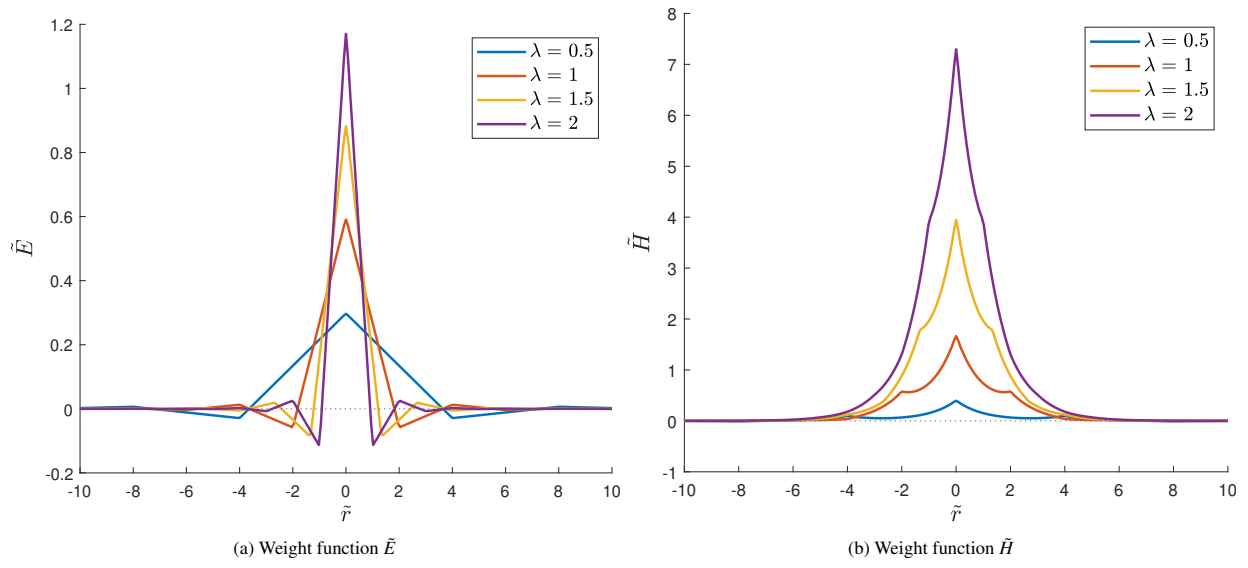 1.2
1
0.8
0.6
0.4
0.2
0
-0.2
Ẽ
-10 -8 -6 -4 -2 0 2 4 6 8 10
r̃
λ = 0.5
λ = 1
λ = 1.5
λ = 2
(a) Weight function Ẽ
8
7
6
5
4
3
2
1
0
-1
H̃
-10 -8 -6 -4 -2 0 2 4 6 8 10
r̃
λ = 0.5
λ = 1
λ = 1.5
λ = 2
(b) Weight function H̃